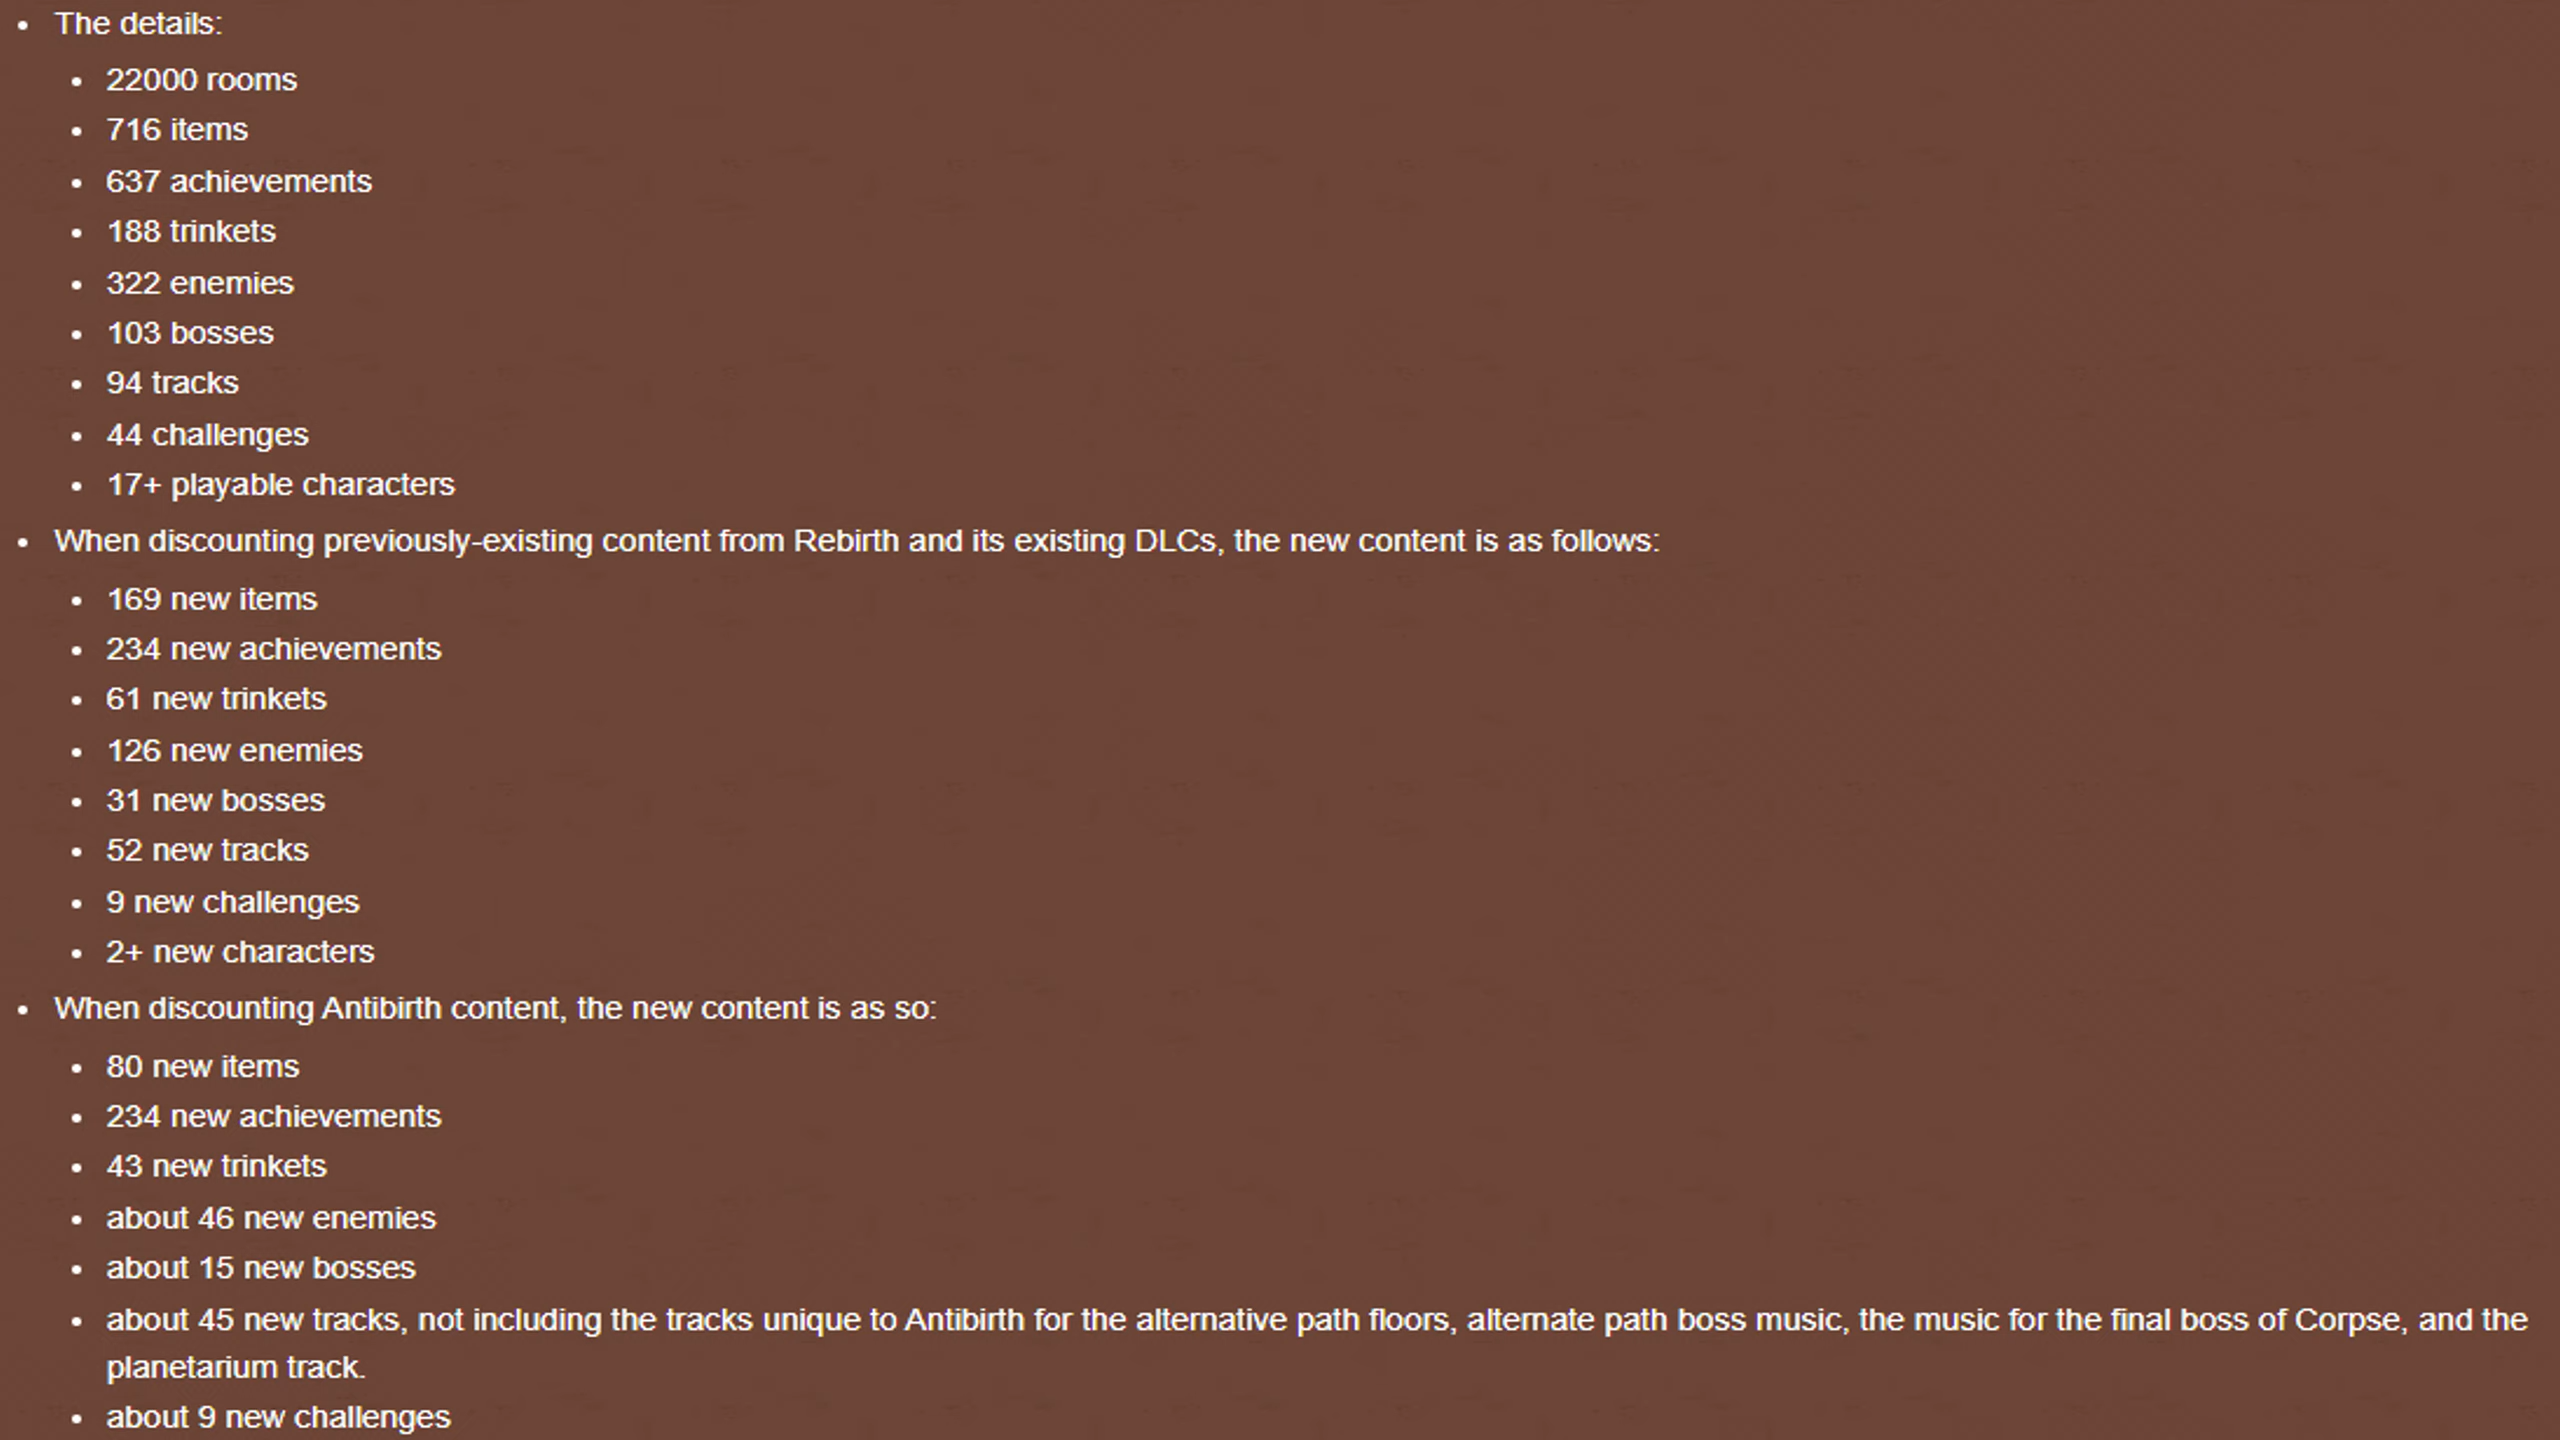 The details:
22000 rooms
716 items
637 achievements
188 trinkets
322 enemies
103 bosses
94 tracks
44 challenges
17+ playable characters
When discounting previously-existing content from Rebirth and its existing DLCs, the new content is as follows:
169 new items
234 new achievements
61 new trinkets
126 new enemies
31 new bosses
52 new tracks
9 new challenges
2+ new characters
When discounting Antibirth content, the new content is as so:
80 new items
234 new achievements
43 new trinkets
about 46 new enemies
about 15 new bosses
about 45 new tracks, not including the tracks unique to Antibirth for the alternative path floors, alternate path boss music, the music for the final boss of Corpse, and the
planetarium track.
about 9 new challenges